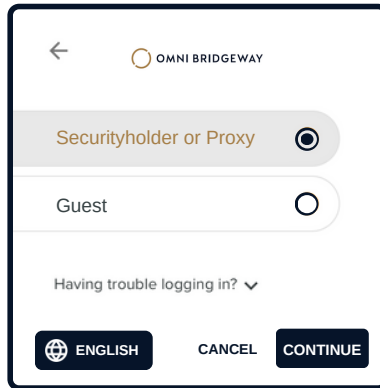 OMNI BRIDGEWAY
Securityholder or Proxy
Guest
Having trouble logging in?
ENGLISH CANCEL CONTINUE